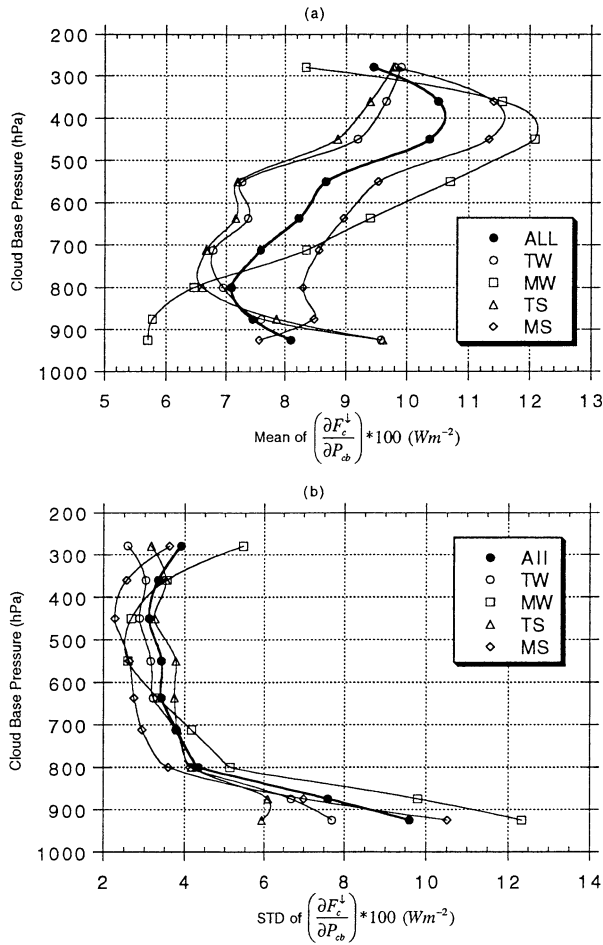 (a)
200
300
400
500
600
700
800
900
1000
Cloud Base Pressure (hPa)
ALL
TW
MW
TS
MS
5 6 7 8 9 10 11 12 13
Mean of (∂F_c^↓/∂P_cb) *100 (Wm^-2)
(b)
200
300
400
500
600
700
800
900
1000
Cloud Base Pressure (hPa)
All
TW
MW
TS
MS
2 4 6 8 10 12 14
STD of (∂F_c^↓/∂P_cb) *100 (Wm^-2)